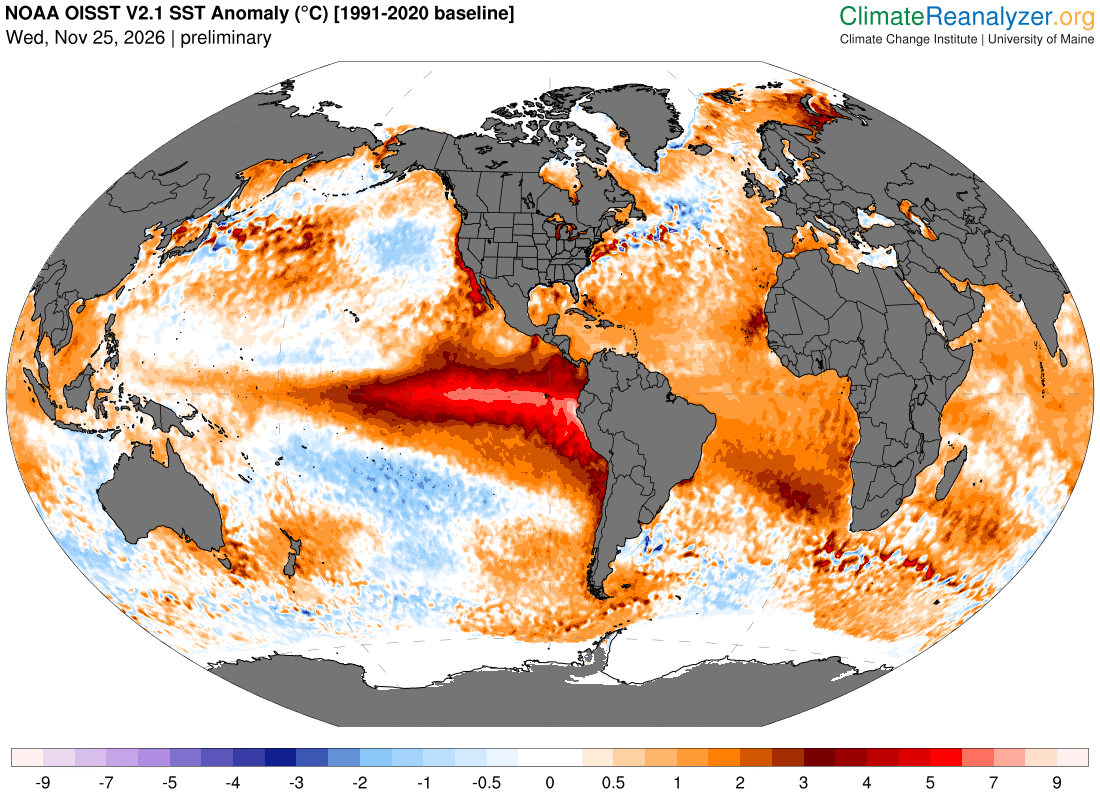 NOAA OISST V2.1 SST Anomaly (°C) [1991-2020 baseline]
Wed, Nov 25, 2026 | preliminary
ClimateReanalyzer.org
Climate Change Institute | University of Maine
-9 -7 -5 -4 -3 -2 -1 -0.5 0 0.5 1 2 3 4 5 7 9